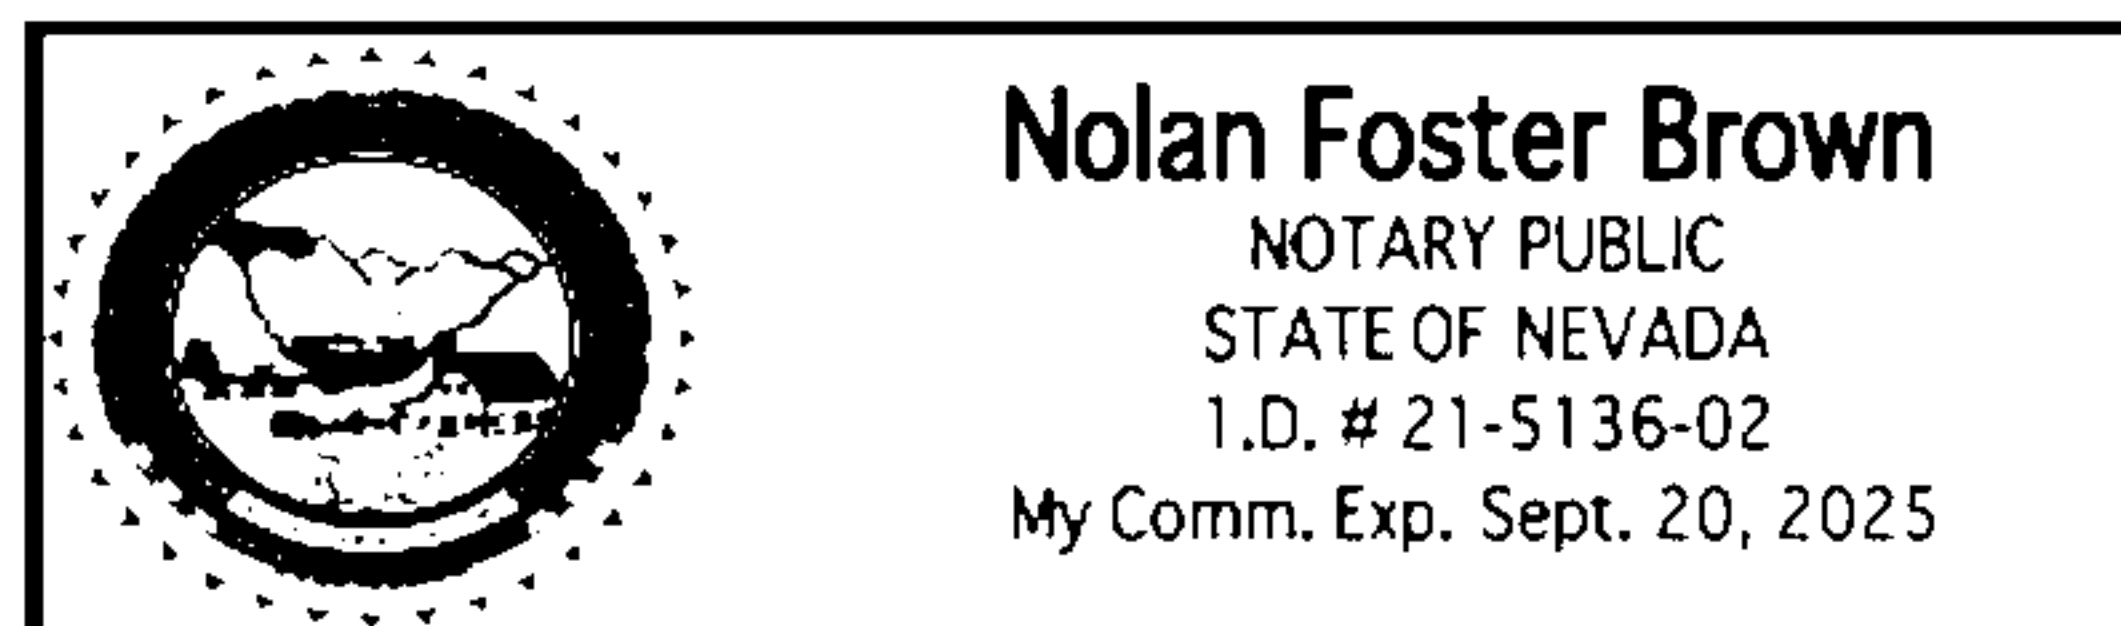 Nolan Foster Brown
NOTARY PUBLIC
STATE OF NEVADA
I.D. # 21-5136-02
My Comm. Exp. Sept. 20, 2025